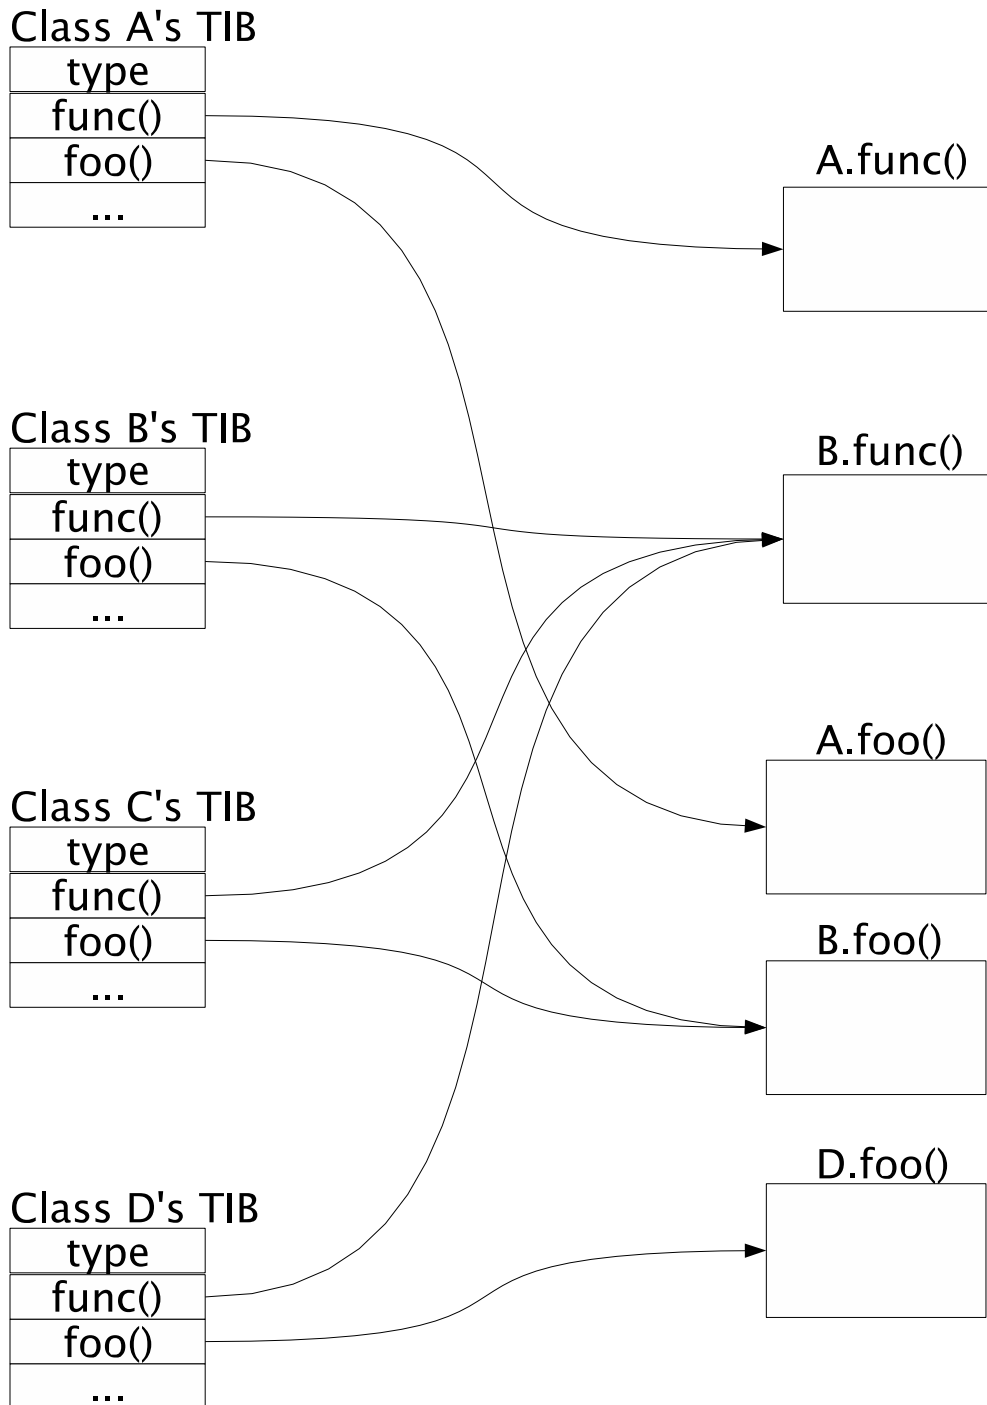 Class A's TIB
type
func()
foo()
...
A.func()
Class B's TIB
type
func()
foo()
...
B.func()
A.foo()
Class C's TIB
type
func()
foo()
...
B.foo()
D.foo()
Class D's TIB
type
func()
foo()
...